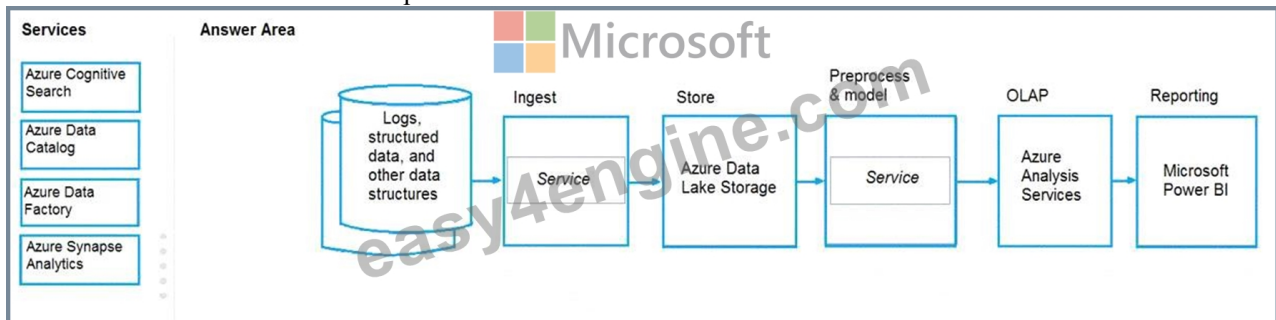 Services
Answer Area
Microsoft
Azure Cognitive
Search
Azure Data
Catalog
Azure Data
Factory
Azure Synapse
Analytics
Logs,
structured
data, and
other data
structures
Ingest
Service
Store
Azure Data
Lake Storage
Preprocess
& model
Service
OLAP
Azure
Analysis
Services
Reporting
Microsoft
Power BI
easy4engine.com